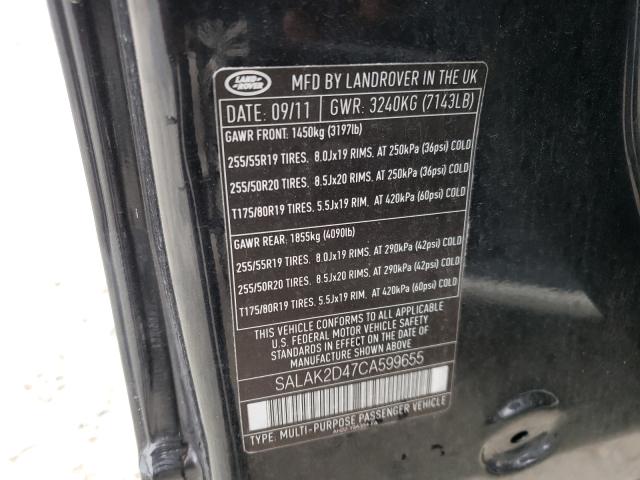 LAND ROVER
MFD BY LANDROVER IN THE UK
DATE: 09/11 GWR: 3240KG (7143LB)
GAWR FRONT: 1450kg (3197lb)
255/55R19 TIRES. 8.0Jx19 RIMS. AT 250kPa (36psi) COLD
255/50R20 TIRES. 8.5Jx20 RIMS. AT 250kPa (36psi) COLD
T175/80R19 TIRES. 5.5Jx19 RIM. AT 420kPa (60psi) COLD
GAWR REAR: 1855kg (4090lb)
255/55R19 TIRES. 8.0Jx19 RIMS. AT 290kPa (42psi) COLD
255/50R20 TIRES. 8.5Jx20 RIMS. AT 290kPa (42psi) COLD
T175/80R19 TIRES. 5.5Jx19 RIM. AT 420kPa (60psi) COLD
THIS VEHICLE CONFORMS TO ALL APPLICABLE
U.S. FEDERAL MOTOR VEHICLE SAFETY
STANDARDS IN EFFECT ON THE DATE OF
MANUFACTURE SHOWN ABOVE
SALAK2D47CA599655
TYPE: MULTI-PURPOSE PASSENGER VEHICLE